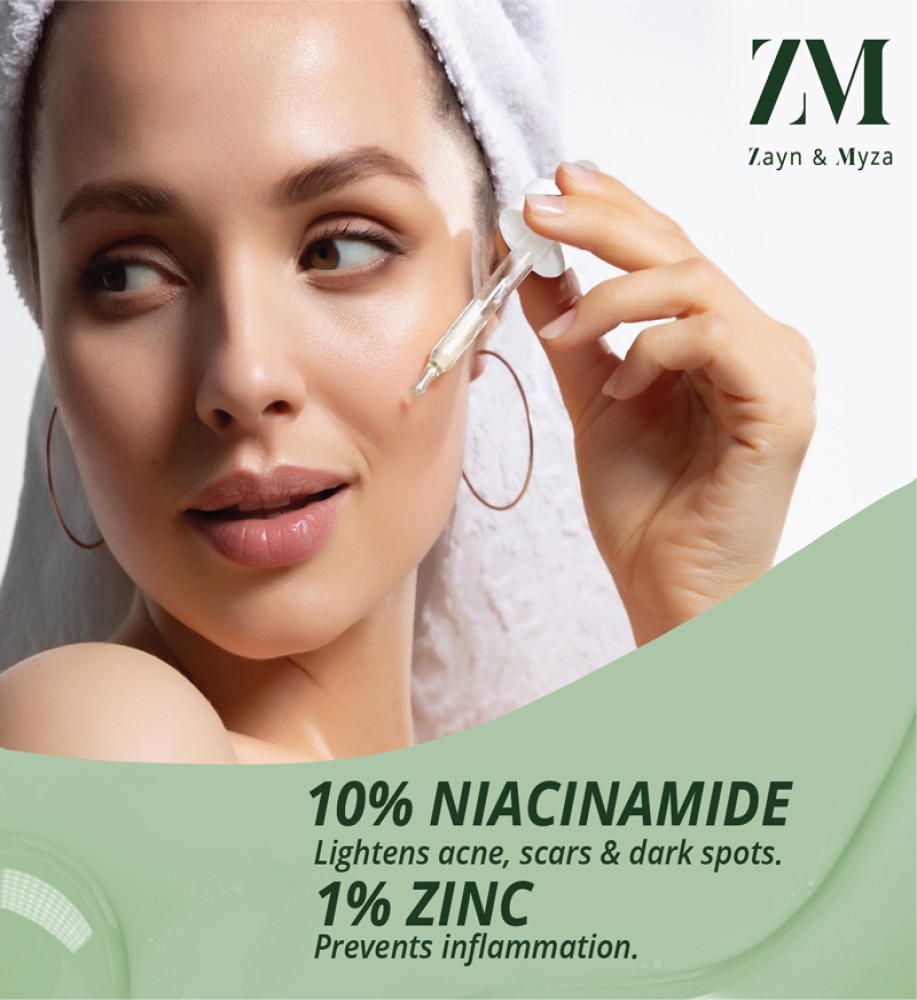 ZM
Zayn & Myza
10% NIACINAMIDE
Lightens acne, scars & dark spots.
1% ZINC
Prevents inflammation.